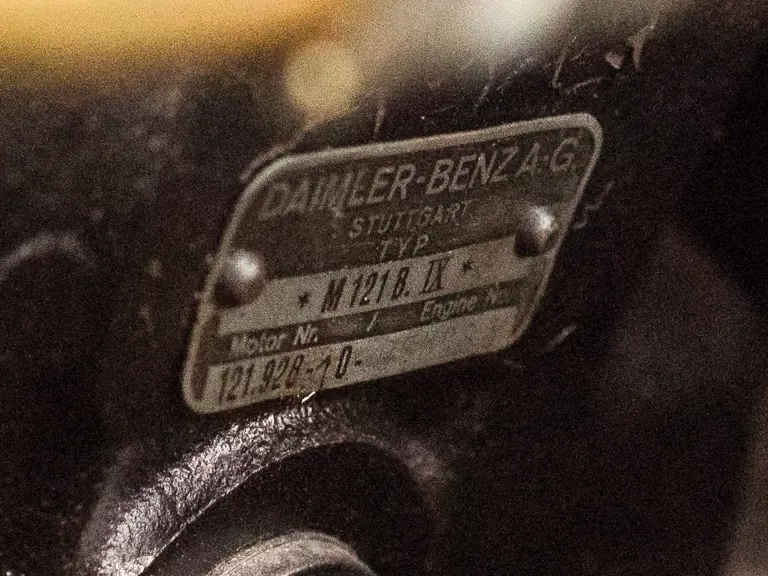 DAIMLER-BENZ A·G.
STUTTGART
TYP
* M 121 B. IX *
Motor Nr. / Engine No.
121.928-10-